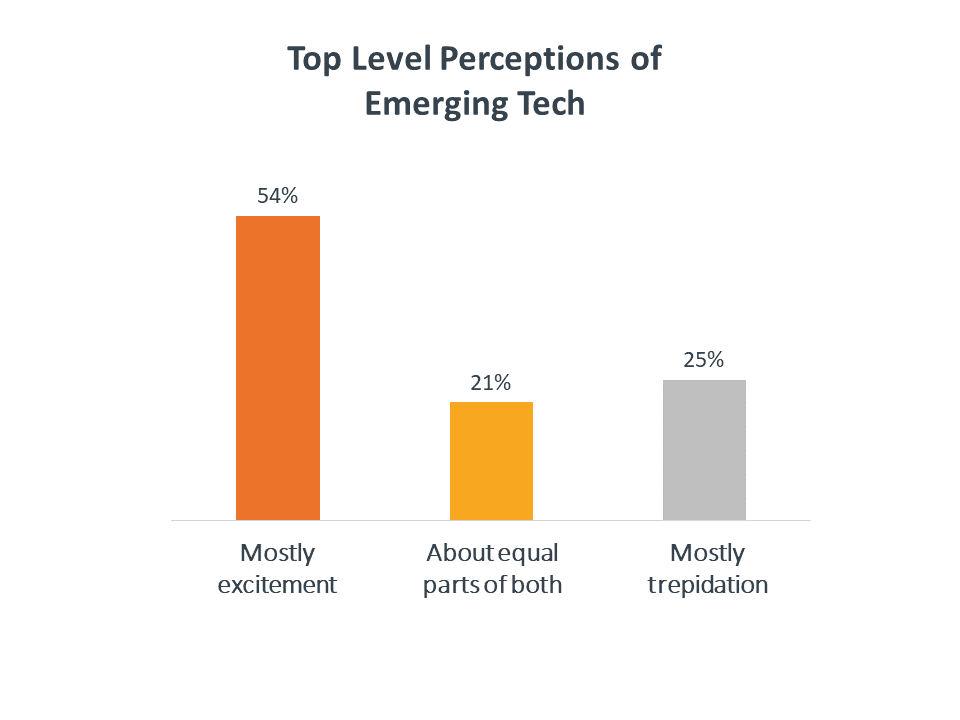 Top Level Perceptions of
Emerging Tech
54%
21%
25%
Mostly
excitement
About equal
parts of both
Mostly
trepidation